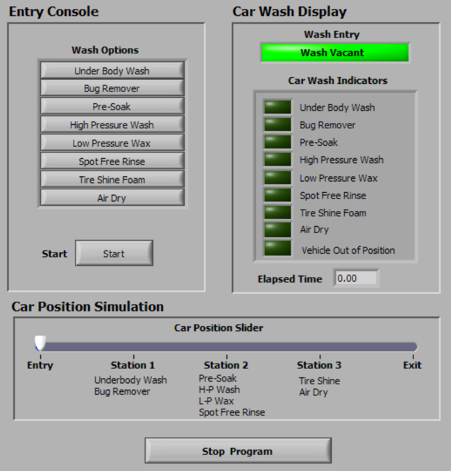 Entry Console
Wash Options
Under Body Wash
Bug Remover
Pre-Soak
High Pressure Wash
Low Pressure Wax
Spot Free Rinse
Tire Shine Foam
Air Dry
Start
Start
Car Wash Display
Wash Entry
Wash Vacant
Car Wash Indicators
Under Body Wash
Bug Remover
Pre-Soak
High Pressure Wash
Low Pressure Wax
Spot Free Rinse
Tire Shine Foam
Air Dry
Vehicle Out of Position
Elapsed Time 0.00
Car Position Simulation
Car Position Slider
Entry Station 1 Station 2 Station 3 Exit
Underbody Wash
Bug Remover
Pre-Soak
H-P Wash
L-P Wax
Spot Free Rinse
Tire Shine
Air Dry
Stop Program